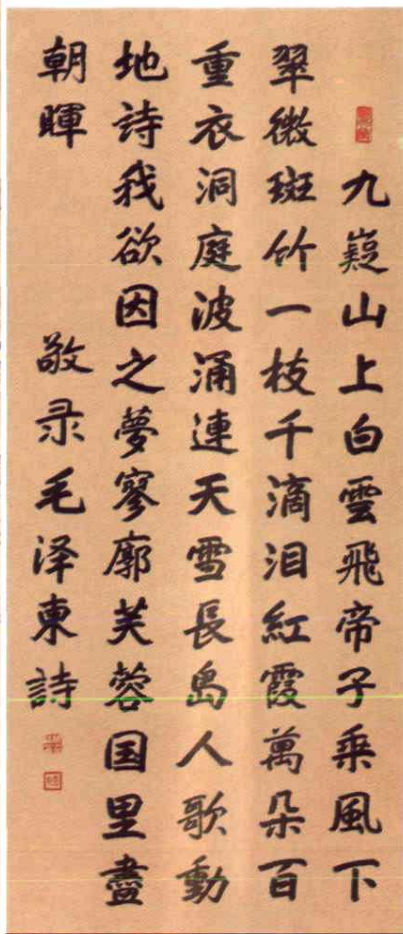 九嶷山上白雲飛帝子乗風下
翠微斑竹一枝千滴泪紅霞萬朵百
重衣洞庭波涌連天雪長島人歌動
地詩我欲因之夢寥廓芙蓉国里盡
朝暉
敬录毛泽東詩